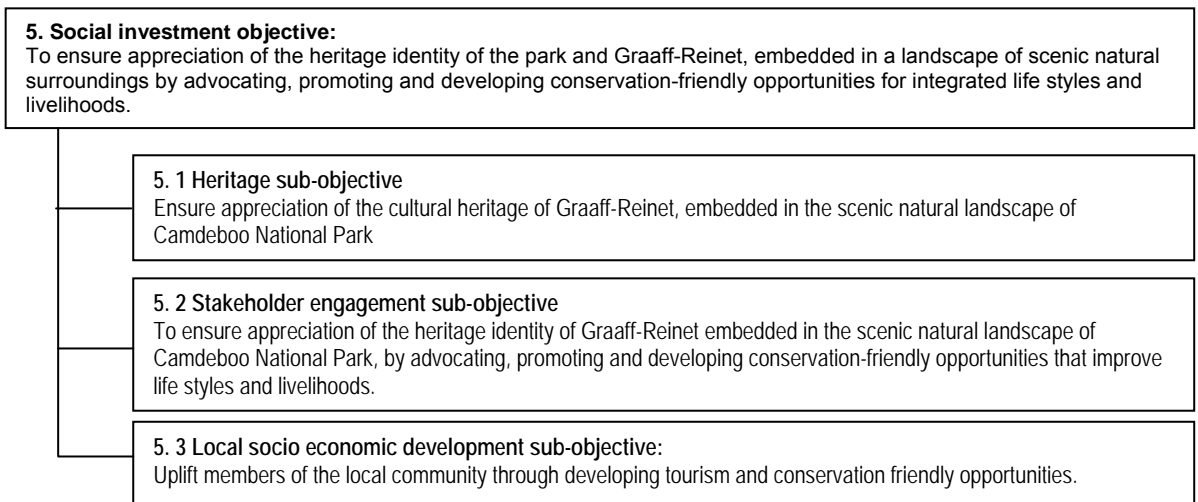 5. Social investment objective:
To ensure appreciation of the heritage identity of the park and Graaff-Reinet, embedded in a landscape of scenic natural
surroundings by advocating, promoting and developing conservation-friendly opportunities for integrated life styles and
livelihoods.
5. 1 Heritage sub-objective
Ensure appreciation of the cultural heritage of Graaff-Reinet, embedded in the scenic natural landscape of
Camdeboo National Park
5. 2 Stakeholder engagement sub-objective
To ensure appreciation of the heritage identity of Graaff-Reinet embedded in the scenic natural landscape of
Camdeboo National Park, by advocating, promoting and developing conservation-friendly opportunities that improve
life styles and livelihoods.
5. 3 Local socio economic development sub-objective:
Uplift members of the local community through developing tourism and conservation friendly opportunities.